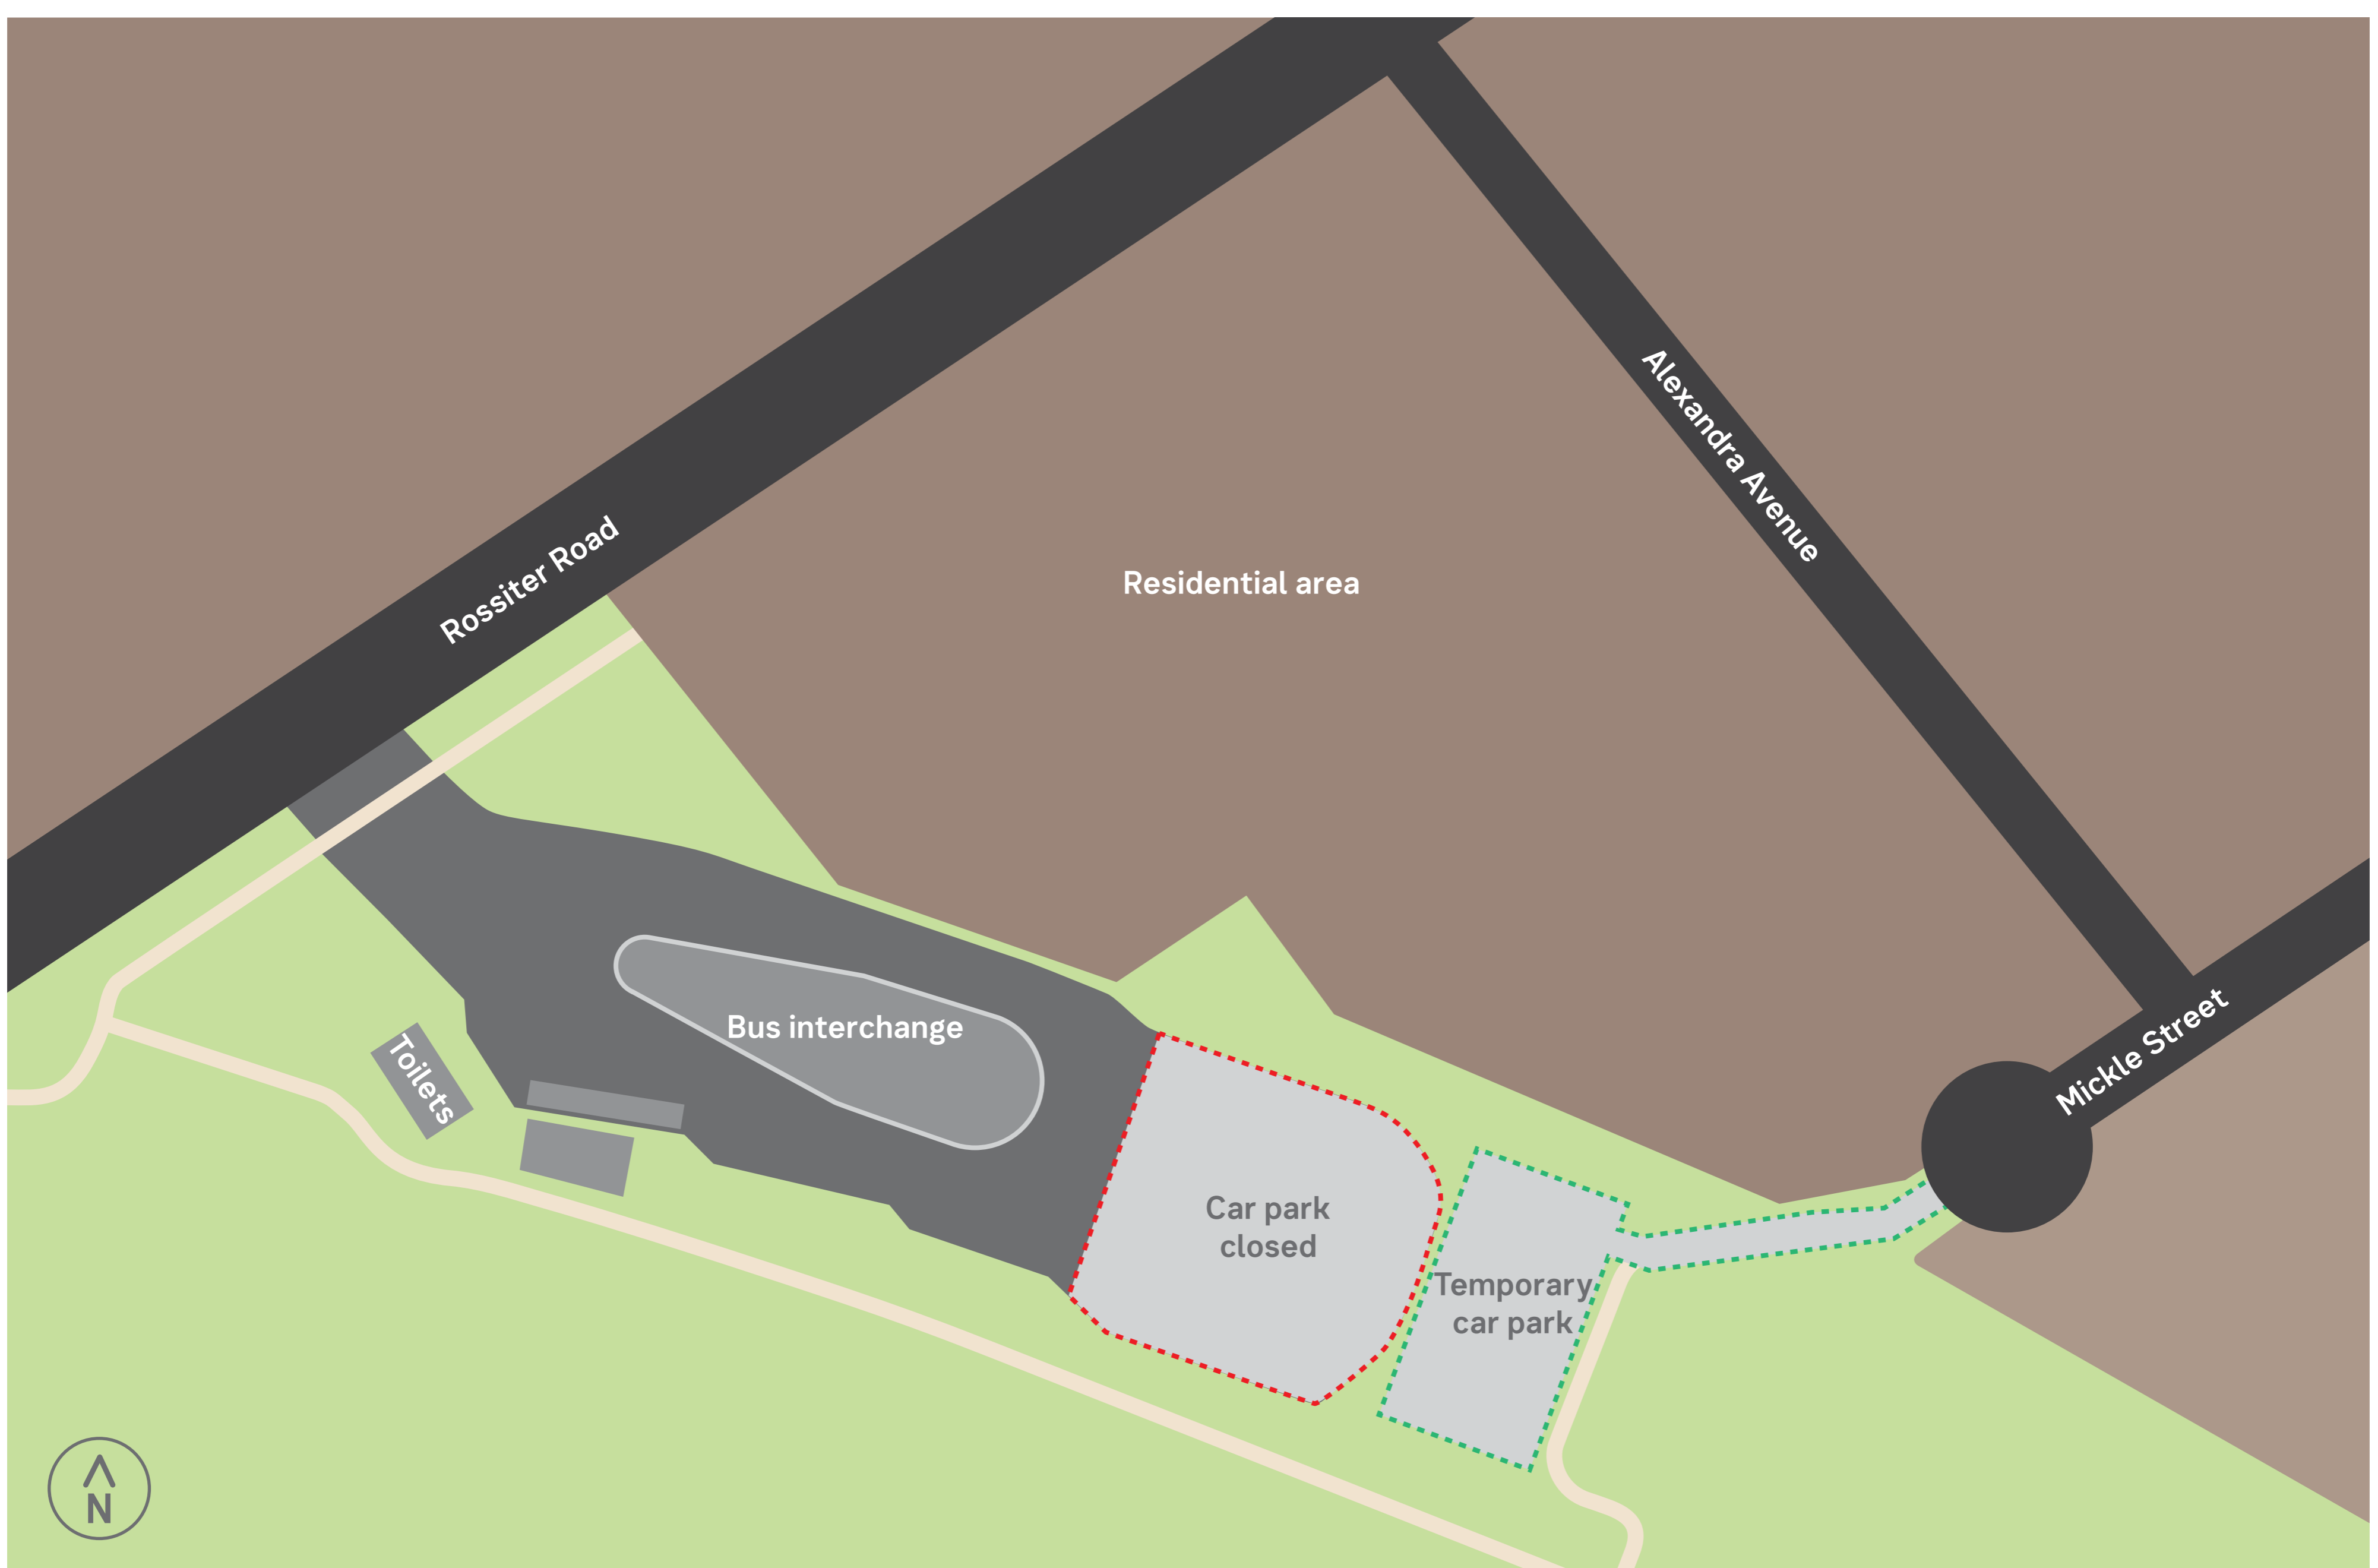 Alexandra Avenue
Rossiter Road
Residential area
Mickle Street
Bus interchange
Toilets
Car park
closed
Temporary
car park
N